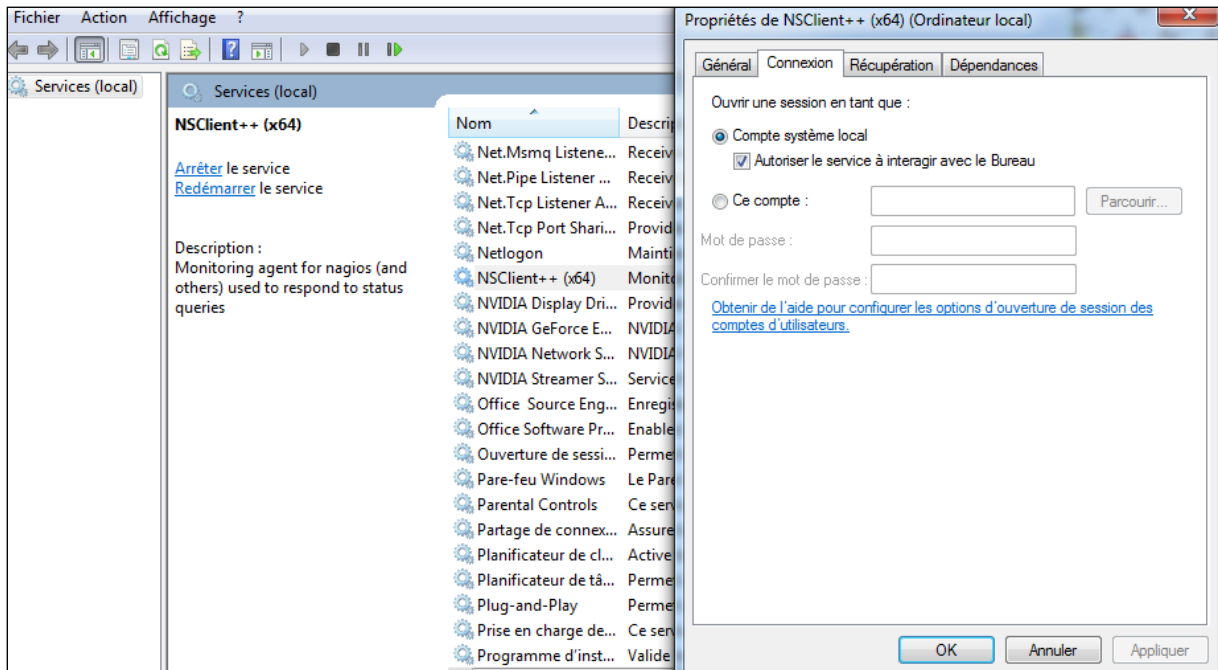 Fichier Action Affichage ?
Services (local)
Services (local)
NSClient++ (x64)
Arrêter le service
Redémarrer le service
Description :
Monitoring agent for nagios (and
others) used to respond to status
queries
Nom Descrip
Net.Msmq Listene... Receiv
Net.Pipe Listener ... Receiv
Net.Tcp Listener A... Receiv
Net.Tcp Port Shari... Provid
Netlogon Mainti
NSClient++ (x64) Monito
NVIDIA Display Dri... Provid
NVIDIA GeForce E... NVIDIA
NVIDIA Network S... NVIDIA
NVIDIA Streamer S... Service
Office Source Eng... Enregis
Office Software Pr... Enable
Ouverture de sessi... Perme
Pare-feu Windows Le Pare
Parental Controls Ce serv
Partage de connex... Assure
Planificateur de cl... Active
Planificateur de tâ... Perme
Plug-and-Play Perme
Prise en charge de... Ce serv
Programme d'inst... Valide
Propriétés de NSClient++ (x64) (Ordinateur local)
Général Connexion Récupération Dépendances
Ouvrir une session en tant que :
Compte système local
Autoriser le service à interagir avec le Bureau
Ce compte : Parcourir...
Mot de passe :
Confirmer le mot de passe :
Obtenir de l'aide pour configurer les options d'ouverture de session des
comptes d'utilisateurs.
OK Annuler Appliquer